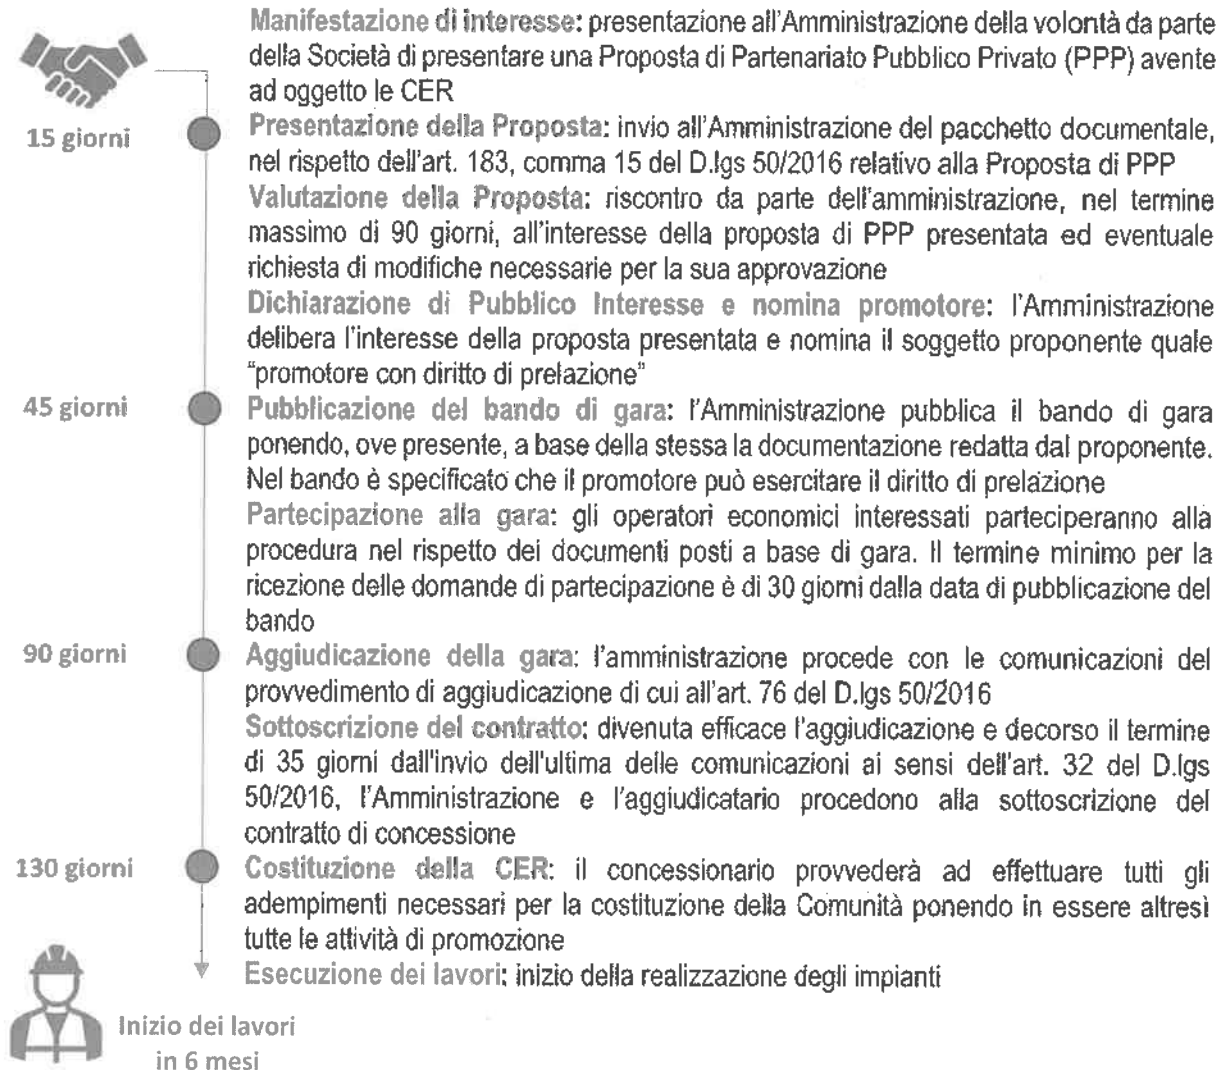 Manifestazione di interesse: presentazione all'Amministrazione della volontà da parte
della Società di presentare una Proposta di Partenariato Pubblico Privato (PPP) avente
ad oggetto le CER
15 giorni
Presentazione della Proposta: invio all'Amministrazione del pacchetto documentale,
nel rispetto dell'art. 183, comma 15 del D.lgs 50/2016 relativo alla Proposta di PPP
Valutazione della Proposta: riscontro da parte dell'amministrazione, nel termine
massimo di 90 giorni, all'interesse della proposta di PPP presentata ed eventuale
richiesta di modifiche necessarie per la sua approvazione
Dichiarazione di Pubblico Interesse e nomina promotore: l'Amministrazione
delibera l'interesse della proposta presentata e nomina il soggetto proponente quale
"promotore con diritto di prelazione"
45 giorni
Pubblicazione del bando di gara: l'Amministrazione pubblica il bando di gara
ponendo, ove presente, a base della stessa la documentazione redatta dal proponente.
Nel bando è specificato che il promotore può esercitare il diritto di prelazione
Partecipazione alla gara: gli operatori economici interessati parteciperanno alla
procedura nel rispetto dei documenti posti a base di gara. Il termine minimo per la
ricezione delle domande di partecipazione è di 30 giorni dalla data di pubblicazione del
bando
90 giorni
Aggiudicazione della gara: l'amministrazione procede con le comunicazioni del
provvedimento di aggiudicazione di cui all'art. 76 del D.lgs 50/2016
Sottoscrizione del contratto: divenuta efficace l'aggiudicazione e decorso il termine
di 35 giorni dall'invio dell'ultima delle comunicazioni ai sensi dell'art. 32 del D.lgs
50/2016, l'Amministrazione e l'aggiudicatario procedono alla sottoscrizione del
contratto di concessione
130 giorni
Costituzione della CER: il concessionario provvederà ad effettuare tutti gli
adempimenti necessari per la costituzione della Comunità ponendo in essere altresì
tutte le attività di promozione
Esecuzione dei lavori: inizio della realizzazione degli impianti
Inizio dei lavori
in 6 mesi